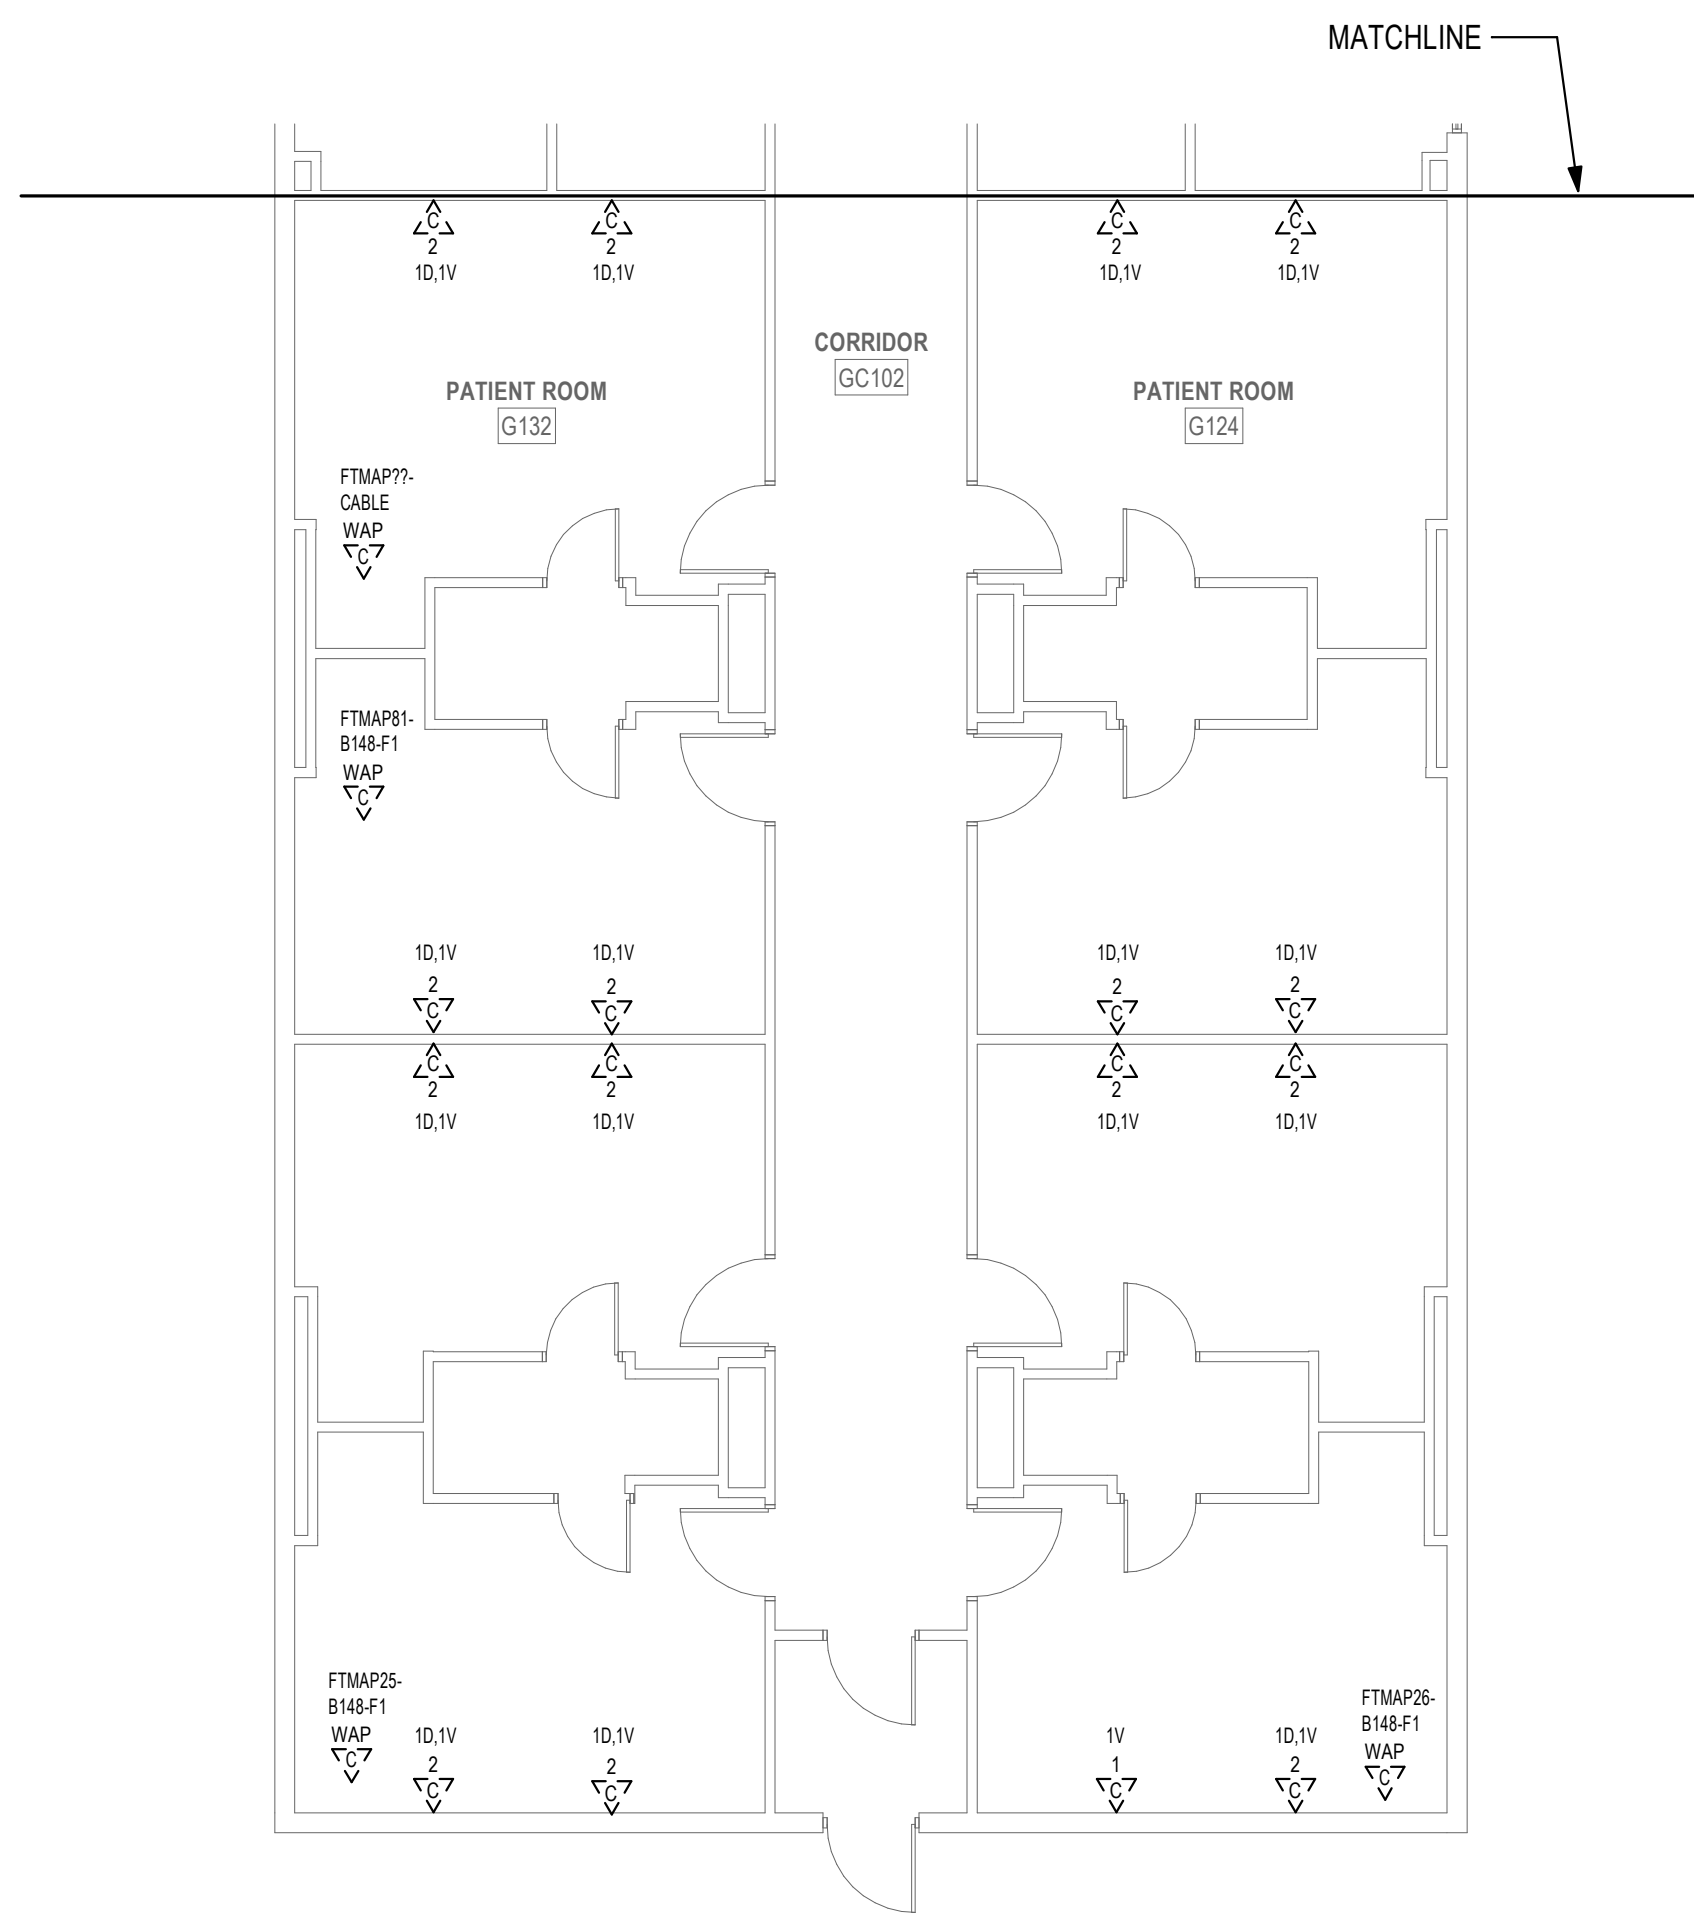 MATCHLINE
C
2
1D,1V
C
2
1D,1V
C
2
1D,1V
C
2
1D,1V
CORRIDOR
GC102
PATIENT ROOM
G132
PATIENT ROOM
G124
FTMAP??-
CABLE
WAP
C
FTMAP81-
B148-F1
WAP
C
1D,1V
2
C
1D,1V
2
C
1D,1V
2
C
1D,1V
2
C
C
2
1D,1V
C
2
1D,1V
C
2
1D,1V
C
2
1D,1V
FTMAP25-
B148-F1
WAP
C
1D,1V
2
C
1D,1V
2
C
1V
1
C
1D,1V
2
C
FTMAP26-
B148-F1
WAP
C